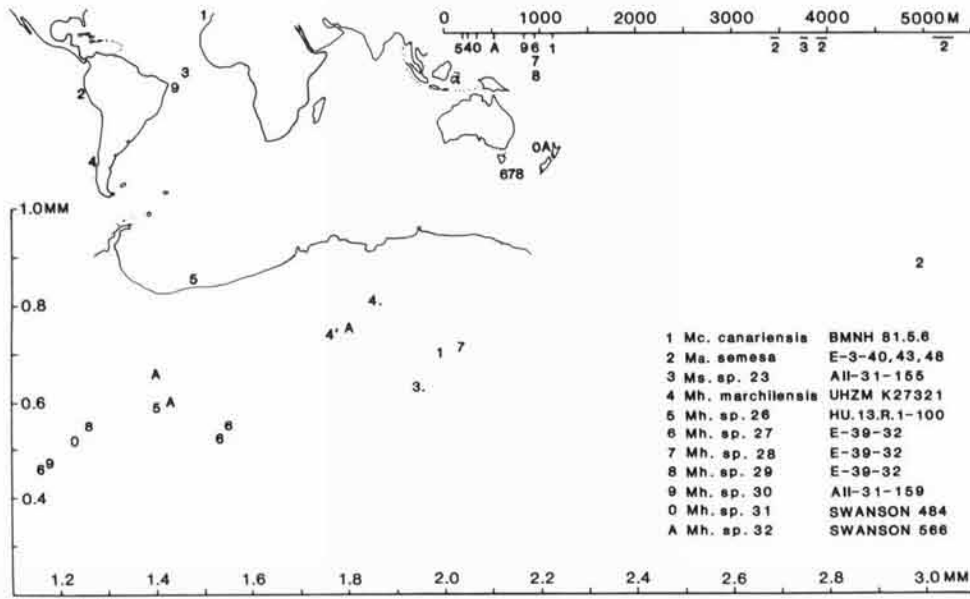 0 1000 2000 3000 4000 5000M
540 A 9 6 1 2 3 2 2
7
8
1
3
9
2
4
α
0A
678
1.0MM
5
2
0.8
4.
4' A
1 7
A
3.
0.6
5 A
8
6
0
6
9
6
0.4
1 Mc. canariensis BMNH 81.5.6
2 Ma. semesa E-3-40,43,48
3 Ms. sp. 23 AII-31-155
4 Mh. marchilensis UHZM K27321
5 Mh. sp. 26 HU.13.R.1-100
6 Mh. sp. 27 E-39-32
7 Mh. sp. 28 E-39-32
8 Mh. sp. 29 E-39-32
9 Mh. sp. 30 AII-31-159
0 Mh. sp. 31 SWANSON 484
A Mh. sp. 32 SWANSON 566
1.2 1.4 1.6 1.8 2.0 2.2 2.4 2.6 2.8 3.0MM